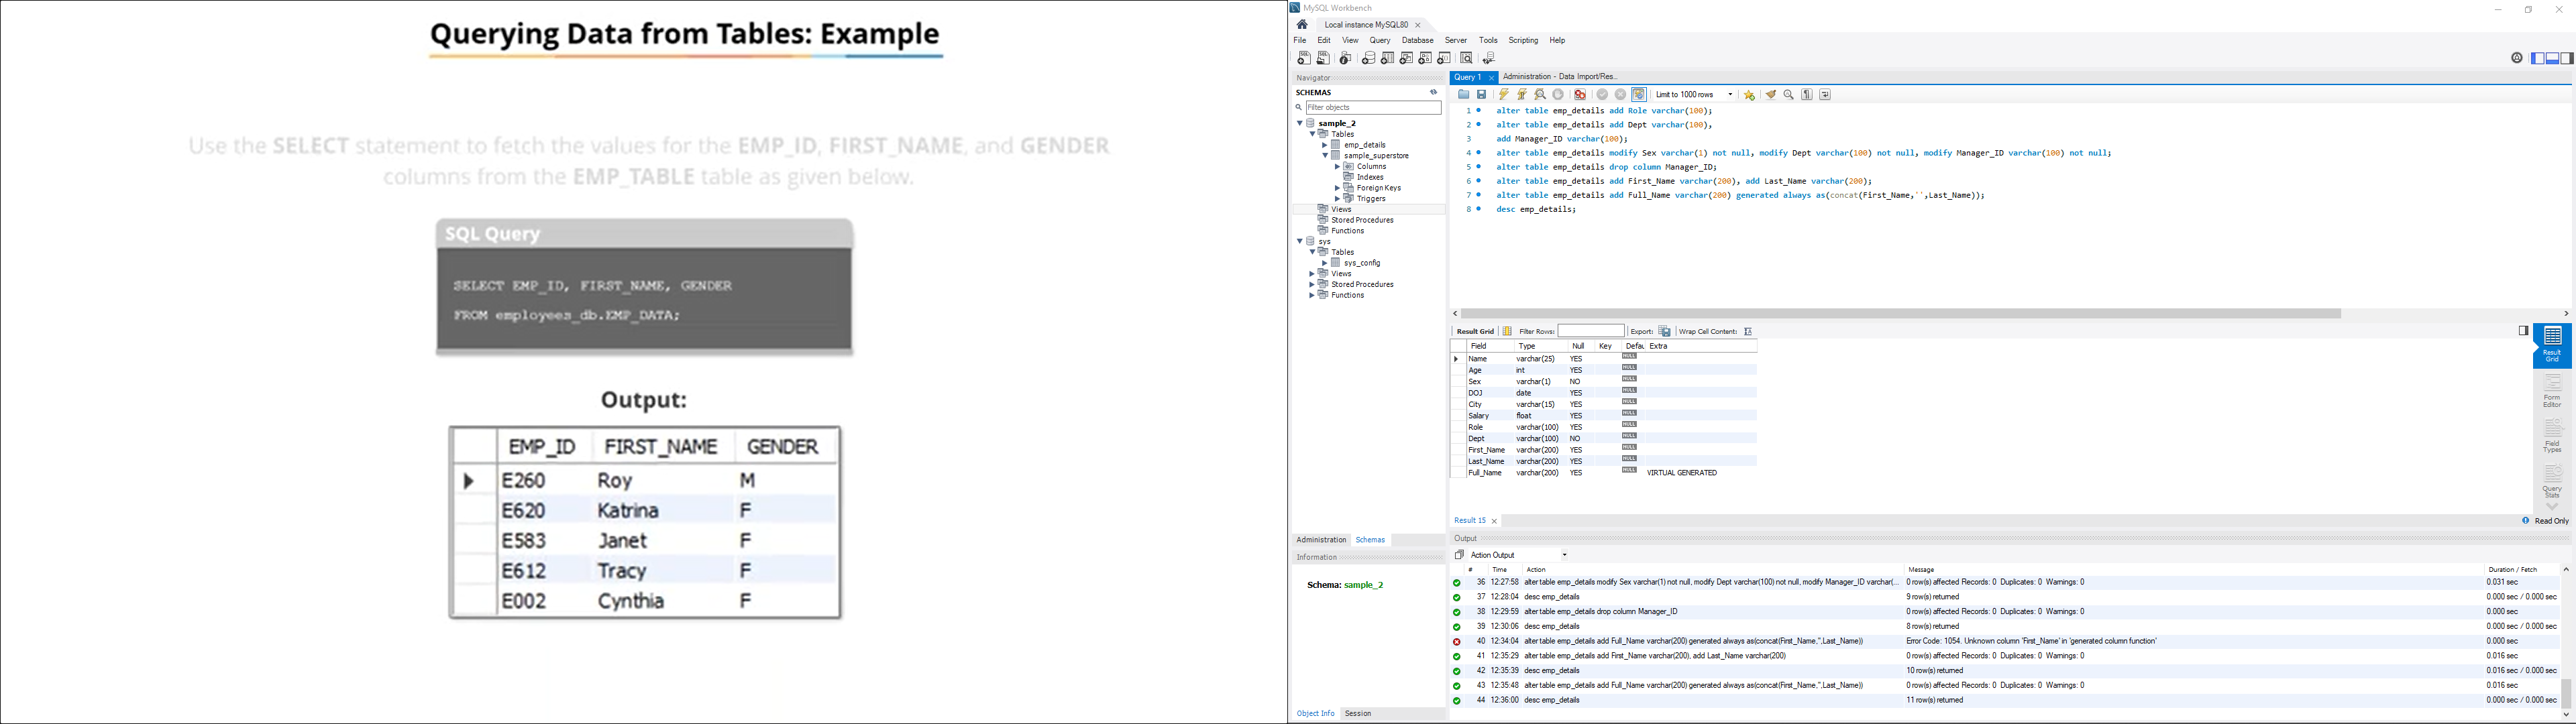 Querying Data from Tables: Example
Use the SELECT statement to fetch the values for the EMP_ID, FIRST_NAME, and GENDER
columns from the EMP_TABLE table as given below.
SQL Query
SELECT EMP_ID, FIRST_NAME, GENDER
FROM employees_db.EMP_DATA;
Output:
EMP_ID FIRST_NAME GENDER
E260 Roy M
E620 Katrina F
E583 Janet F
E612 Tracy F
E002 Cynthia F
MySQL Workbench
Local instance MySQL80
File Edit View Query Database Server Tools Scripting Help
Navigator
SCHEMAS
Filter objects
sample_2
Tables
emp_details
sample_superstore
Columns
Indexes
Foreign Keys
Triggers
Views
Stored Procedures
Functions
sys
Tables
sys_config
Views
Stored Procedures
Functions
Administration Schemas
Information
Schema: sample_2
Object Info Session
Query 1 Administration - Data Import/Res...
Limit to 1000 rows
1 alter table emp_details add Role varchar(100);
2 alter table emp_details add Dept varchar(100),
3 add Manager_ID varchar(100);
4 alter table emp_details modify Sex varchar(1) not null, modify Dept varchar(100) not null, modify Manager_ID varchar(100) not null;
5 alter table emp_details drop column Manager_ID;
6 alter table emp_details add First_Name varchar(200), add Last_Name varchar(200);
7 alter table emp_details add Full_Name varchar(200) generated always as(concat(First_Name,'',Last_Name));
8 desc emp_details;
Result Grid Filter Rows: Export: Wrap Cell Content:
Field Type Null Key Defau Extra
Name varchar(25) YES NULL
Age int YES NULL
Sex varchar(1) NO NULL
DOJ date YES NULL
City varchar(15) YES NULL
Salary float YES NULL
Role varchar(100) YES NULL
Dept varchar(100) NO NULL
First_Name varchar(200) YES NULL
Last_Name varchar(200) YES NULL
Full_Name varchar(200) YES NULL VIRTUAL GENERATED
Result Grid
Form Editor
Field Types
Query Stats
Result 15 Read Only
Output
Action Output
# Time Action Message Duration / Fetch
36 12:27:58 alter table emp_details modify Sex varchar(1) not null, modify Dept varchar(100) not null, modify Manager_ID varchar(... 0 row(s) affected Records: 0 Duplicates: 0 Warnings: 0 0.031 sec
37 12:28:04 desc emp_details 9 row(s) returned 0.000 sec / 0.000 sec
38 12:29:59 alter table emp_details drop column Manager_ID 0 row(s) affected Records: 0 Duplicates: 0 Warnings: 0 0.000 sec
39 12:30:06 desc emp_details 8 row(s) returned 0.000 sec / 0.000 sec
40 12:34:04 alter table emp_details add Full_Name varchar(200) generated always as(concat(First_Name,'',Last_Name)) Error Code: 1054. Unknown column 'First_Name' in 'generated column function' 0.000 sec
41 12:35:29 alter table emp_details add First_Name varchar(200), add Last_Name varchar(200) 0 row(s) affected Records: 0 Duplicates: 0 Warnings: 0 0.016 sec
42 12:35:39 desc emp_details 10 row(s) returned 0.016 sec / 0.000 sec
43 12:35:48 alter table emp_details add Full_Name varchar(200) generated always as(concat(First_Name,'',Last_Name)) 0 row(s) affected Records: 0 Duplicates: 0 Warnings: 0 0.016 sec
44 12:36:00 desc emp_details 11 row(s) returned 0.000 sec / 0.000 sec